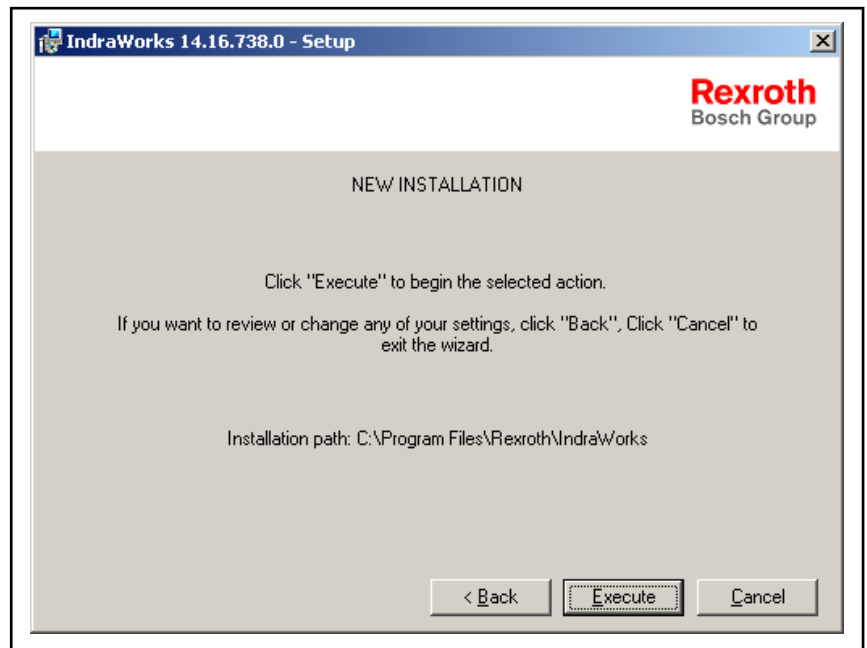 IndraWorks 14.16.738.0 - Setup
Rexroth
Bosch Group
NEW INSTALLATION
Click "Execute" to begin the selected action.
If you want to review or change any of your settings, click "Back", Click "Cancel" to
exit the wizard.
Installation path: C:\Program Files\Rexroth\IndraWorks
< Back
Execute
Cancel